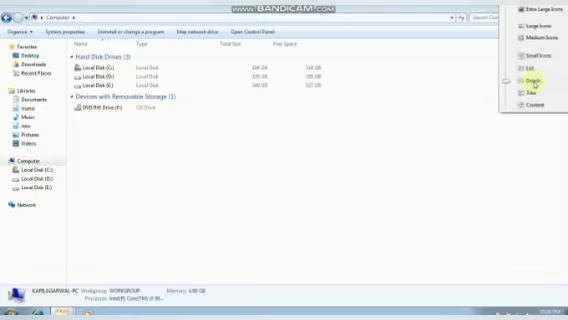 WWW.BANDICAM.COM
Computer
Organize
System properties
Uninstall or change a program
Map network drive
Open Control Panel
Name
Type
Total Size
Free Space
Favorites
Desktop
Downloads
Recent Places
Libraries
Documents
Music
new
Pictures
Videos
Computer
Local Disk (C:)
Local Disk (D:)
Local Disk (E:)
Network
Hard Disk Drives (3)
Local Disk (C:) Local Disk
Local Disk (D:) Local Disk
Local Disk (E:) Local Disk
Devices with Removable Storage (1)
DVD RW Drive (F:) CD Drive
Extra Large Icons
Large Icons
Medium Icons
Small Icons
List
Details
Tiles
Content
KAPILAGARWAL-PC Workgroup: WORKGROUP Memory: 4.00 GB
Processor: Intel(R) Core(TM)